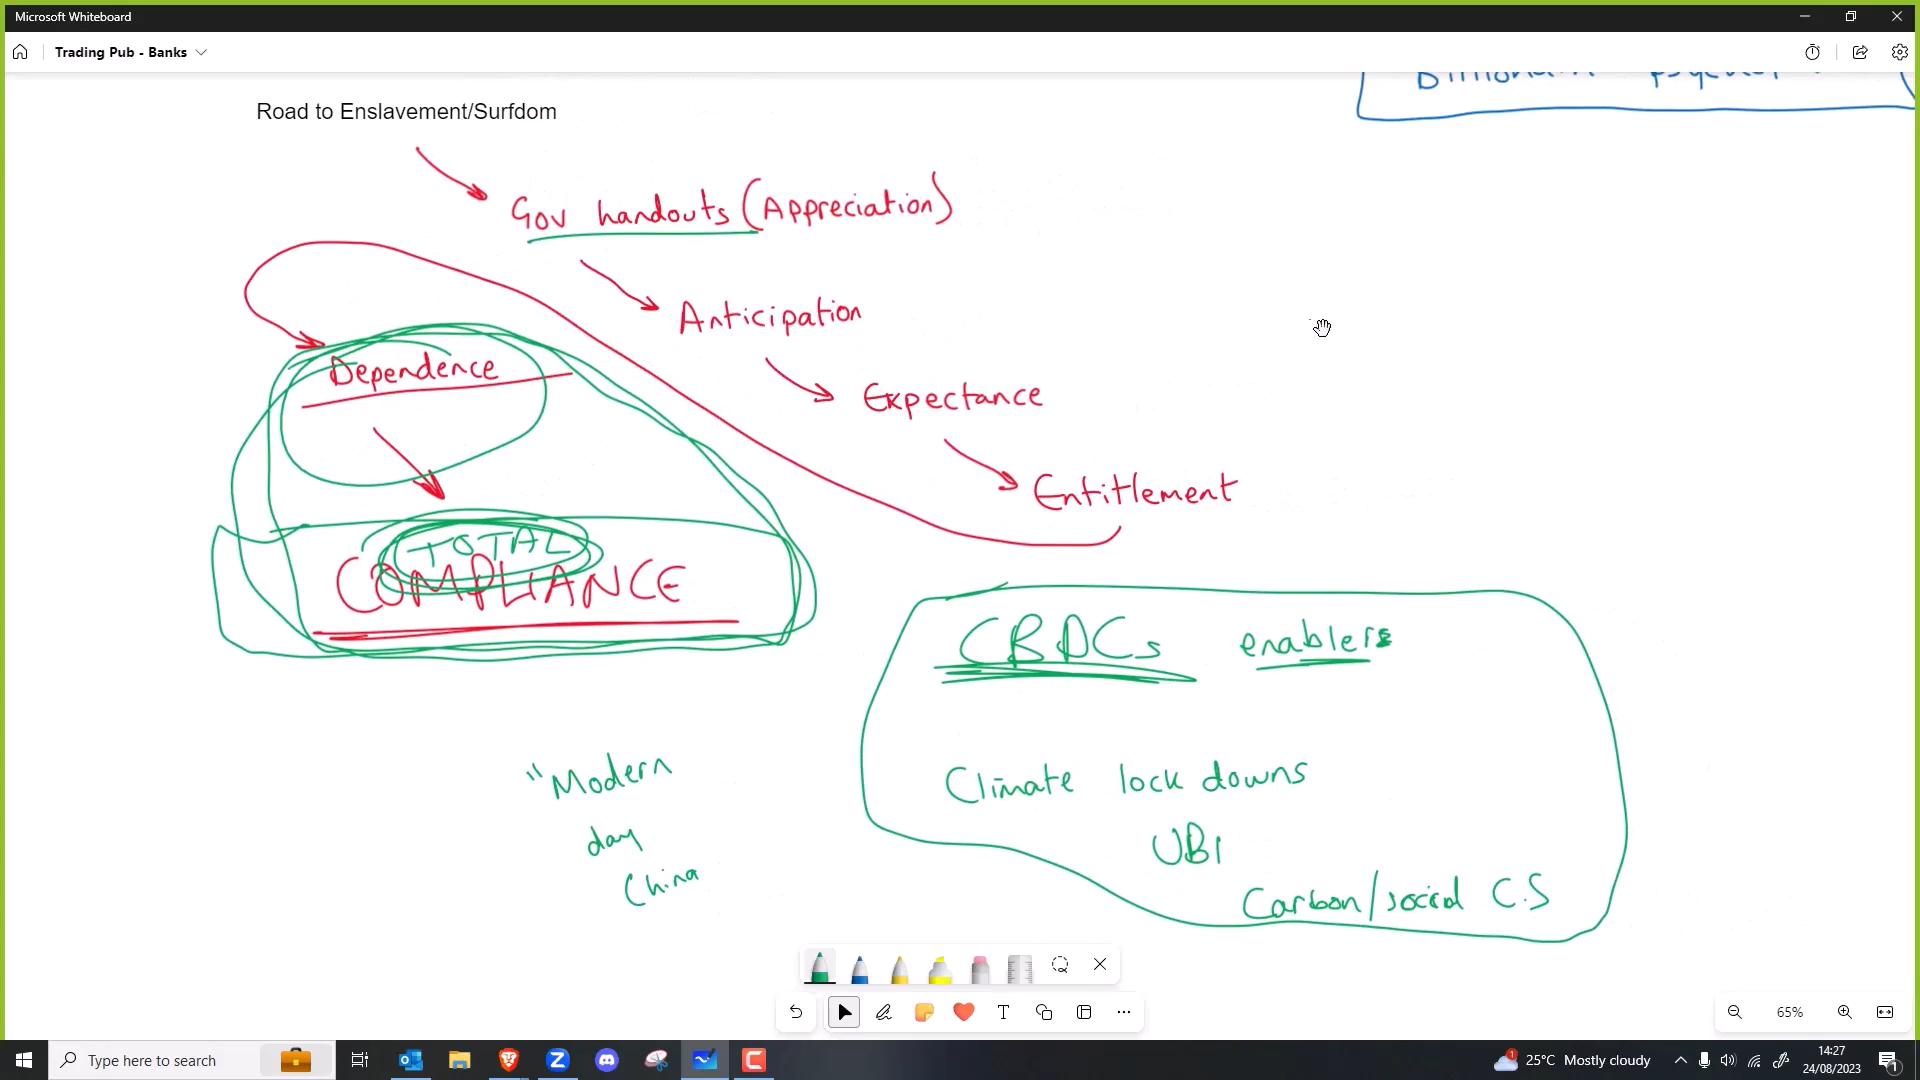 Microsoft Whiteboard
Trading Pub - Banks
Road to Enslavement/Surfdom
Gov handouts (Appreciation)
Anticipation
Dependence
Expectance
Entitlement
TOTAL
COMPLIANCE
CBDCs enablers
Climate lock downs
UBI
Carbon/social C.S
"Modern
day
China
65%
Type here to search
1
25°C Mostly cloudy
14:27
24/08/2023
1